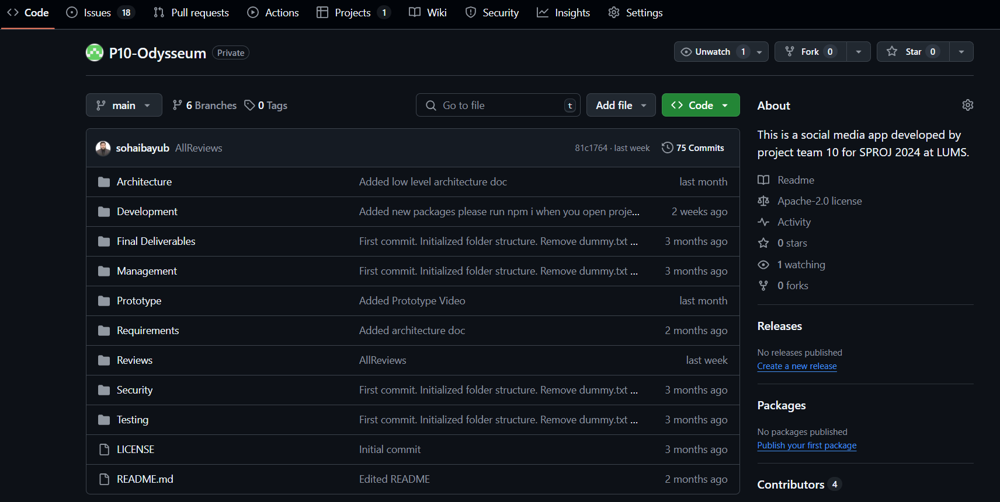 Code Issues 18 Pull requests Actions Projects 1 Wiki Security Insights Settings
P10-Odysseum Private Unwatch 1 Fork 0 Star 0
main 6 Branches 0 Tags Go to file t Add file Code
sohaibayub AllReviews 81c1764 · last week 75 Commits
Architecture Added low level architecture doc last month
Development Added new packages please run npm i when you open proje... 2 weeks ago
Final Deliverables First commit. Initialized folder structure. Remove dummy.txt ... 3 months ago
Management First commit. Initialized folder structure. Remove dummy.txt ... 3 months ago
Prototype Added Prototype Video last month
Requirements Added architecture doc 2 months ago
Reviews AllReviews last week
Security First commit. Initialized folder structure. Remove dummy.txt ... 3 months ago
Testing First commit. Initialized folder structure. Remove dummy.txt ... 3 months ago
LICENSE Initial commit 3 months ago
README.md Edited README 2 months ago
About
This is a social media app developed by
project team 10 for SPROJ 2024 at LUMS.
Readme
Apache-2.0 license
Activity
0 stars
1 watching
0 forks
Releases
No releases published
Create a new release
Packages
No packages published
Publish your first package
Contributors 4